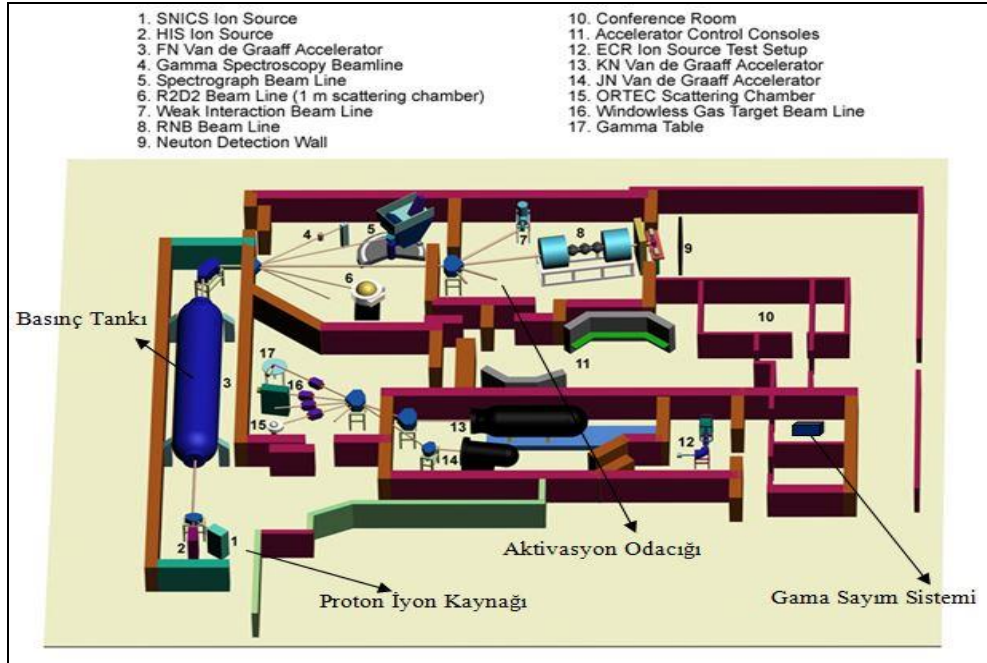 1. SNICS Ion Source
2. HIS Ion Source
3. FN Van de Graaff Accelerator
4. Gamma Spectroscopy Beamline
5. Spectrograph Beam Line
6. R2D2 Beam Line (1 m scattering chamber)
7. Weak Interaction Beam Line
8. RNB Beam Line
9. Neuton Detection Wall
10. Conference Room
11. Accelerator Control Consoles
12. ECR Ion Source Test Setup
13. KN Van de Graaff Accelerator
14. JN Van de Graaff Accelerator
15. ORTEC Scattering Chamber
16. Windowless Gas Target Beam Line
17. Gamma Table
4
5
7
8
9
6
Basınç Tankı
10
3
17
11
16
15
13
12
14
2
1
Aktivasyon Odacığı
Proton İyon Kaynağı
Gama Sayım Sistemi